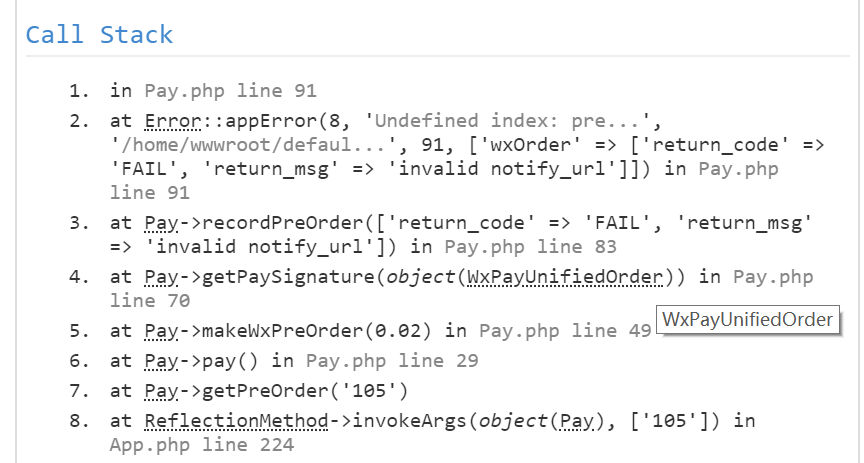 Call Stack
1. in Pay.php line 91
2. at Error::appError(8, 'Undefined index: pre...',
'/home/wwwroot/defaul...', 91, ['wxOrder' => ['return_code' =>
'FAIL', 'return_msg' => 'invalid notify_url']]) in Pay.php
line 91
3. at Pay->recordPreOrder(['return_code' => 'FAIL', 'return_msg'
=> 'invalid notify_url']) in Pay.php line 83
4. at Pay->getPaySignature(object(WxPayUnifiedOrder)) in Pay.php
line 70
WxPayUnifiedOrder
5. at Pay->makeWxPreOrder(0.02) in Pay.php line 49
6. at Pay->pay() in Pay.php line 29
7. at Pay->getPreOrder('105')
8. at ReflectionMethod->invokeArgs(object(Pay), ['105']) in
App.php line 224